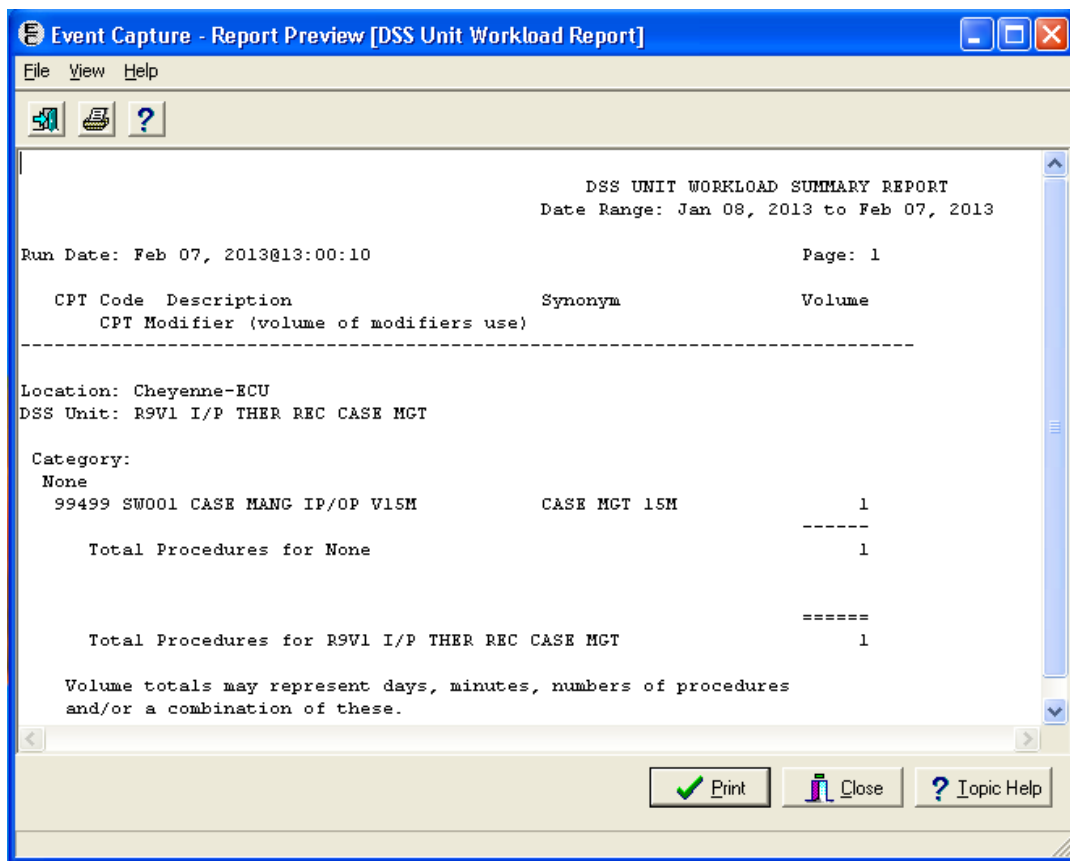 Event Capture - Report Preview [DSS Unit Workload Report]
File View Help
?
DSS UNIT WORKLOAD SUMMARY REPORT
Date Range: Jan 08, 2013 to Feb 07, 2013
Run Date: Feb 07, 2013@13:00:10 Page: 1
CPT Code Description Synonym Volume
CPT Modifier (volume of modifiers use)
--------------------------------------------------------------------------------
Location: Cheyenne-ECU
DSS Unit: R9V1 I/P THER REC CASE MGT
Category:
None
99499 SW001 CASE MANG IP/OP V15M CASE MGT 15M 1
------
Total Procedures for None 1
======
Total Procedures for R9V1 I/P THER REC CASE MGT 1
Volume totals may represent days, minutes, numbers of procedures
and/or a combination of these.
Print Close ? Topic Help